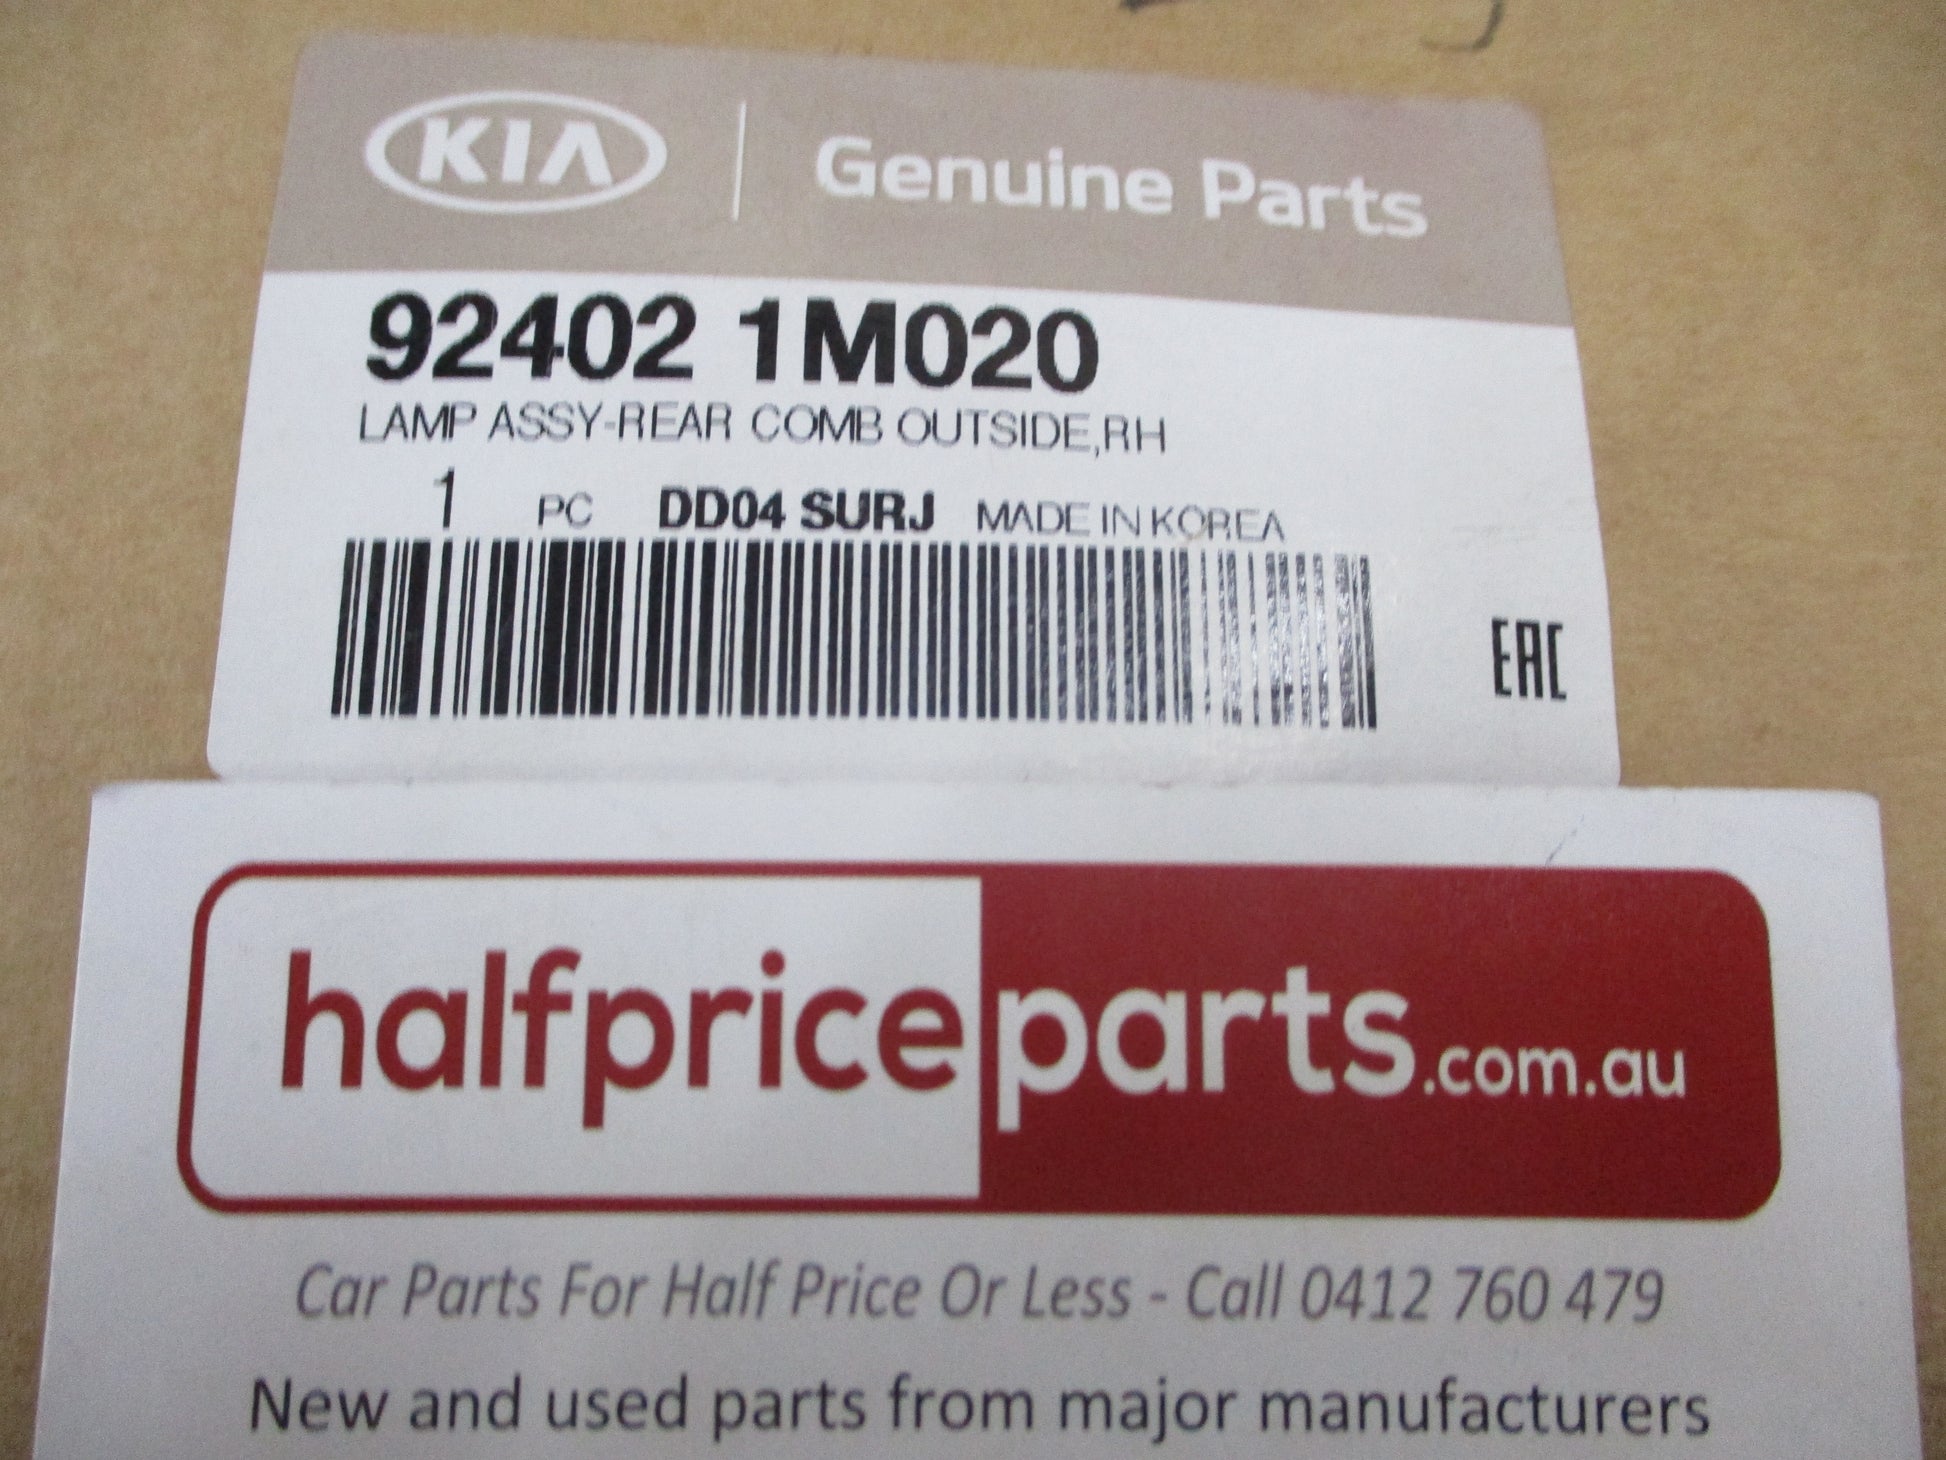 KIA Genuine Parts
92402 1M020
LAMP ASSY-REAR COMB OUTSIDE,RH
1 PC DD04 SURJ MADE IN KOREA
EAC
halfpriceparts.com.au
Car Parts For Half Price Or Less - Call 0412 760 479
New and used parts from major manufacturers